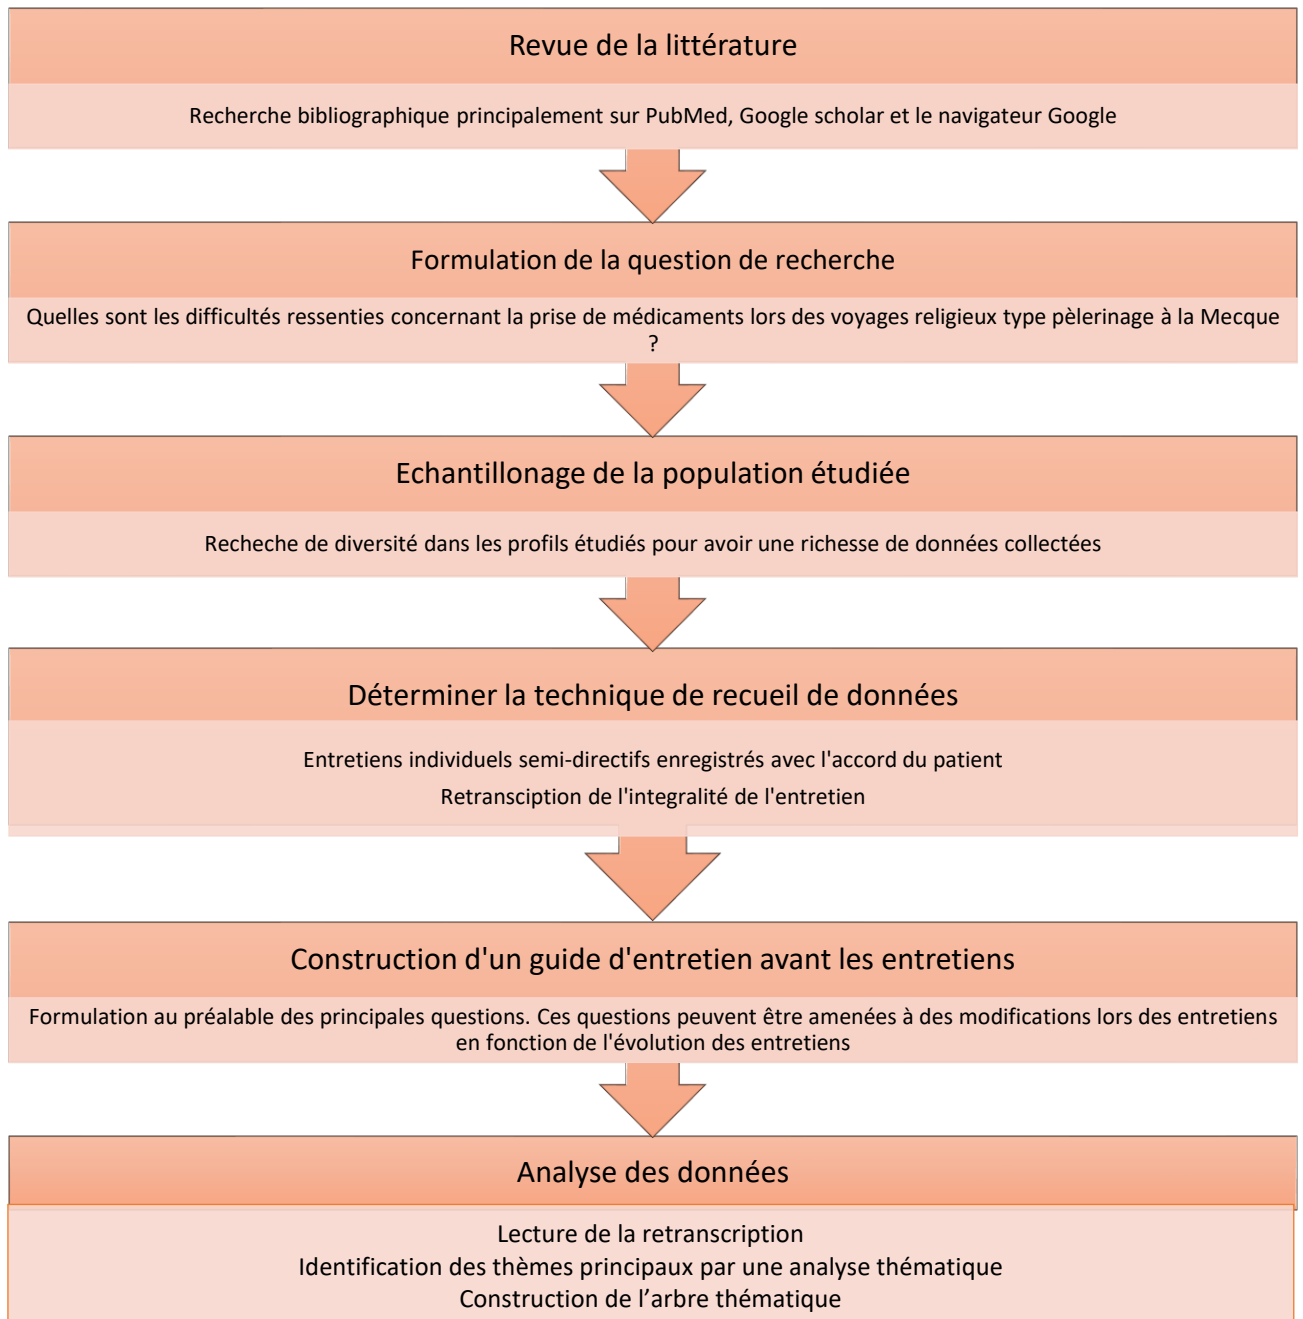 Revue de la littérature
Recherche bibliographique principalement sur PubMed, Google scholar et le navigateur Google
Formulation de la question de recherche
Quelles sont les difficultés ressenties concernant la prise de médicaments lors des voyages religieux type pèlerinage à la Mecque
?
Echantillonage de la population étudiée
Recheche de diversité dans les profils étudiés pour avoir une richesse de données collectées
Déterminer la technique de recueil de données
Entretiens individuels semi-directifs enregistrés avec l'accord du patient
Retransciption de l'integralité de l'entretien
Construction d'un guide d'entretien avant les entretiens
Formulation au préalable des principales questions. Ces questions peuvent être amenées à des modifications lors des entretiens
en fonction de l'évolution des entretiens
Analyse des données
Lecture de la retranscription
Identification des thèmes principaux par une analyse thématique
Construction de l’arbre thématique